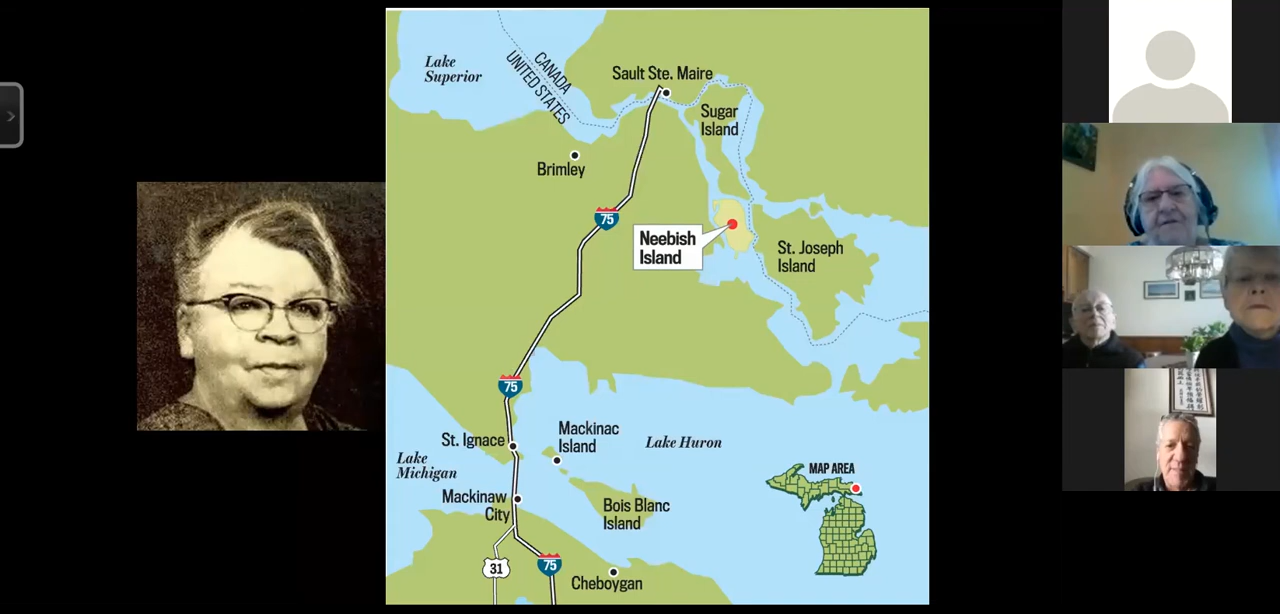 Lake
Superior
CANADA
UNITED STATES
Sault Ste. Maire
Sugar
Island
Brimley
75
Neebish
Island
St. Joseph
Island
75
St. Ignace
Mackinac
Island
Lake Huron
Lake
Michigan
MAP AREA
Mackinaw
City
Bois Blanc
Island
31
75
Cheboygan